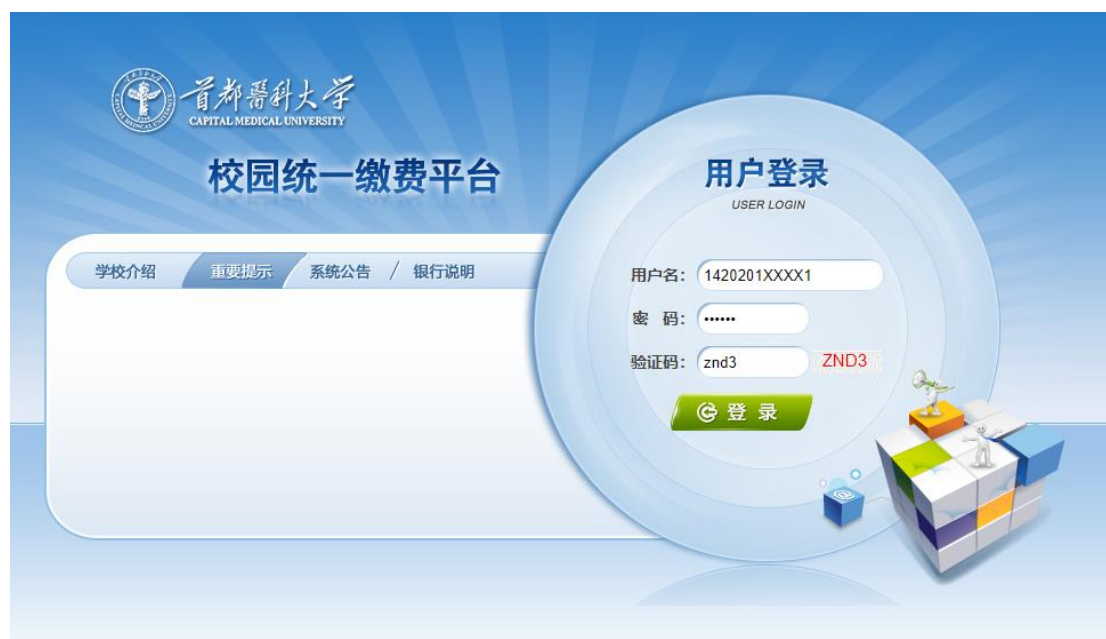 首都醫科大学
CAPITAL MEDICAL UNIVERSITY
校园统一缴费平台
学校介绍 重要提示 系统公告 / 银行说明
用户登录
USER LOGIN
用户名: 1420201XXXX1
密 码: ••••••
验证码: znd3 ZND3
登 录
@